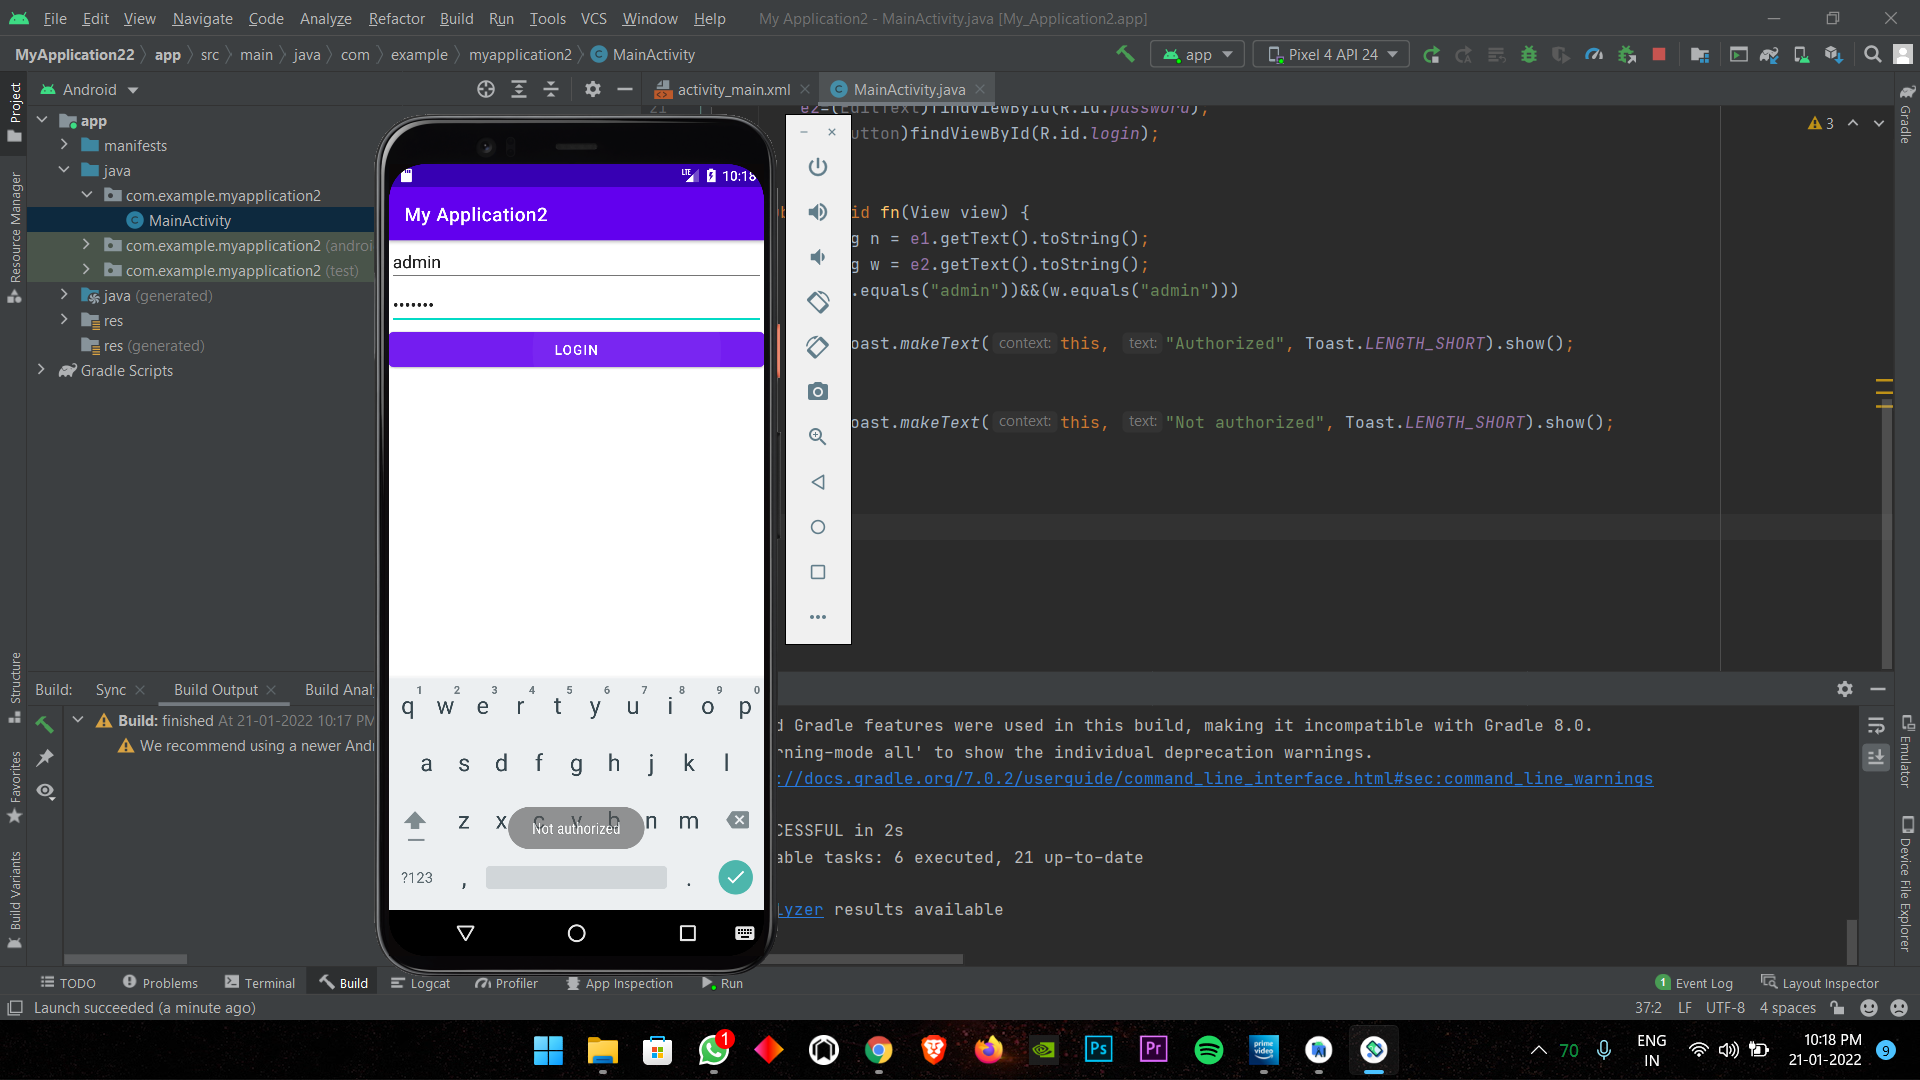 File Edit View Navigate Code Analyze Refactor Build Run Tools VCS Window Help My Application2 - MainActivity.java [My_Application2.app]
MyApplication22 app src main java com example myapplication2 MainActivity app Pixel 4 API 24
Android
activity_main.xml MainActivity.java
Project
Resource Manager
Structure
Favorites
Build Variants
app
manifests
java
com.example.myapplication2
MainActivity
com.example.myapplication2 (androi
com.example.myapplication2 (test)
java (generated)
res
res (generated)
Gradle Scripts
21
e2=(EditText)findViewById(R.id.password);
utton)findViewById(R.id.login);
3
id fn(View view) {
g n = e1.getText().toString();
g w = e2.getText().toString();
.equals("admin"))&&(w.equals("admin")))
oast.makeText( context: this, text: "Authorized", Toast.LENGTH_SHORT).show();
oast.makeText( context: this, text: "Not authorized", Toast.LENGTH_SHORT).show();
LTE 10:18
My Application2
admin
•••••••
LOGIN
1 2 3 4 5 6 7 8 9 0
q w e r t y u i o p
a s d f g h j k l
z x c v b n m
Not authorized
?123 , .
Build: Sync Build Output Build Anal
Build: finished At 21-01-2022 10:17 PM
We recommend using a newer Andr
d Gradle features were used in this build, making it incompatible with Gradle 8.0.
rning-mode all' to show the individual deprecation warnings.
://docs.gradle.org/7.0.2/userguide/command_line_interface.html#sec:command_line_warnings
CESSFUL in 2s
able tasks: 6 executed, 21 up-to-date
lyzer results available
Gradle
Emulator
Device File Explorer
TODO Problems Terminal Build Logcat Profiler App Inspection Run 1 Event Log Layout Inspector
Launch succeeded (a minute ago) 37:2 LF UTF-8 4 spaces
1 Ps Pr prime video 70 ENG IN 10:18 PM 21-01-2022 9